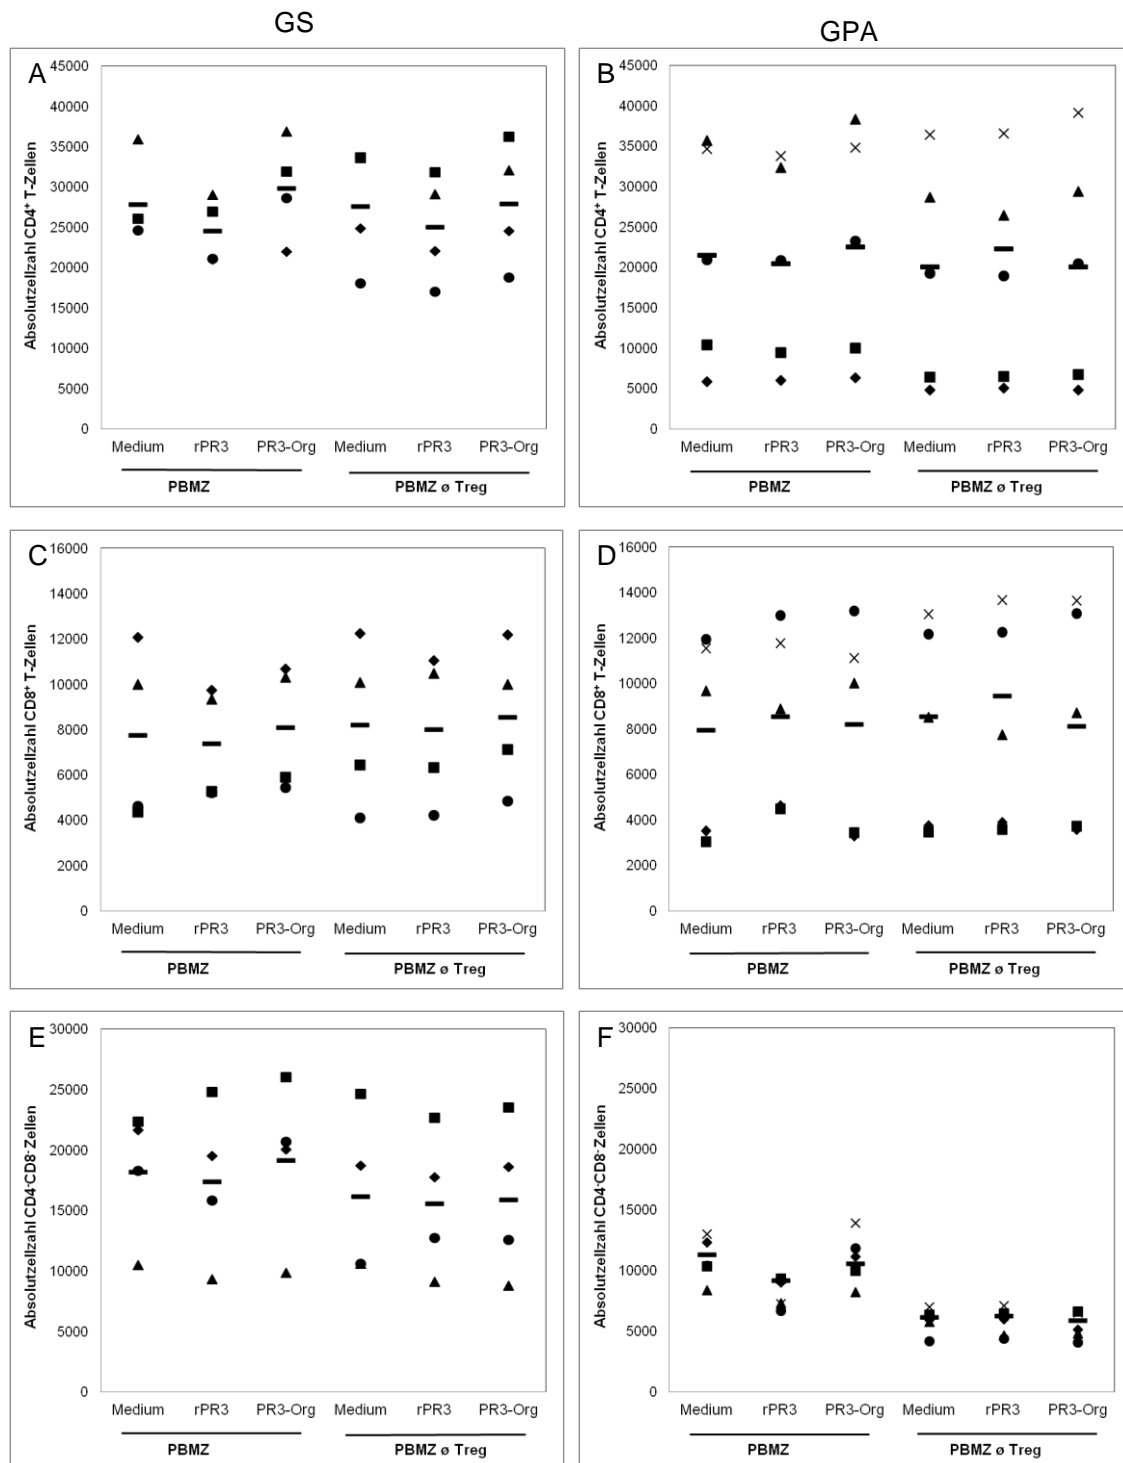 GS
GPA
A
Absolutzellzahl CD4⁺ T-Zellen
45000
40000
35000
30000
25000
20000
15000
10000
5000
0
Medium rPR3 PR3-Org Medium rPR3 PR3-Org
PBMZ PBMZ ø Treg
B
Absolutzellzahl CD4⁺ T-Zellen
45000
40000
35000
30000
25000
20000
15000
10000
5000
0
Medium rPR3 PR3-Org Medium rPR3 PR3-Org
PBMZ PBMZ ø Treg
C
Absolutzellzahl CD8⁺ T-Zellen
16000
14000
12000
10000
8000
6000
4000
2000
0
Medium rPR3 PR3-Org Medium rPR3 PR3-Org
PBMZ PBMZ ø Treg
D
Absolutzellzahl CD8⁺ T-Zellen
16000
14000
12000
10000
8000
6000
4000
2000
0
Medium rPR3 PR3-Org Medium rPR3 PR3-Org
PBMZ PBMZ ø Treg
E
Absolutzellzahl CD4⁻CD8⁻ Zellen
30000
25000
20000
15000
10000
5000
0
Medium rPR3 PR3-Org Medium rPR3 PR3-Org
PBMZ PBMZ ø Treg
F
Absolutzellzahl CD4⁻CD8⁻ Zellen
30000
25000
20000
15000
10000
5000
0
Medium rPR3 PR3-Org Medium rPR3 PR3-Org
PBMZ PBMZ ø Treg